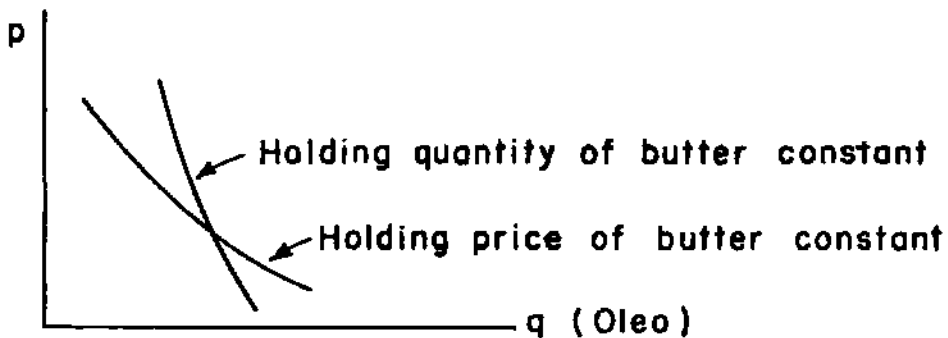 p
Holding quantity of butter constant
Holding price of butter constant
q (Oleo)